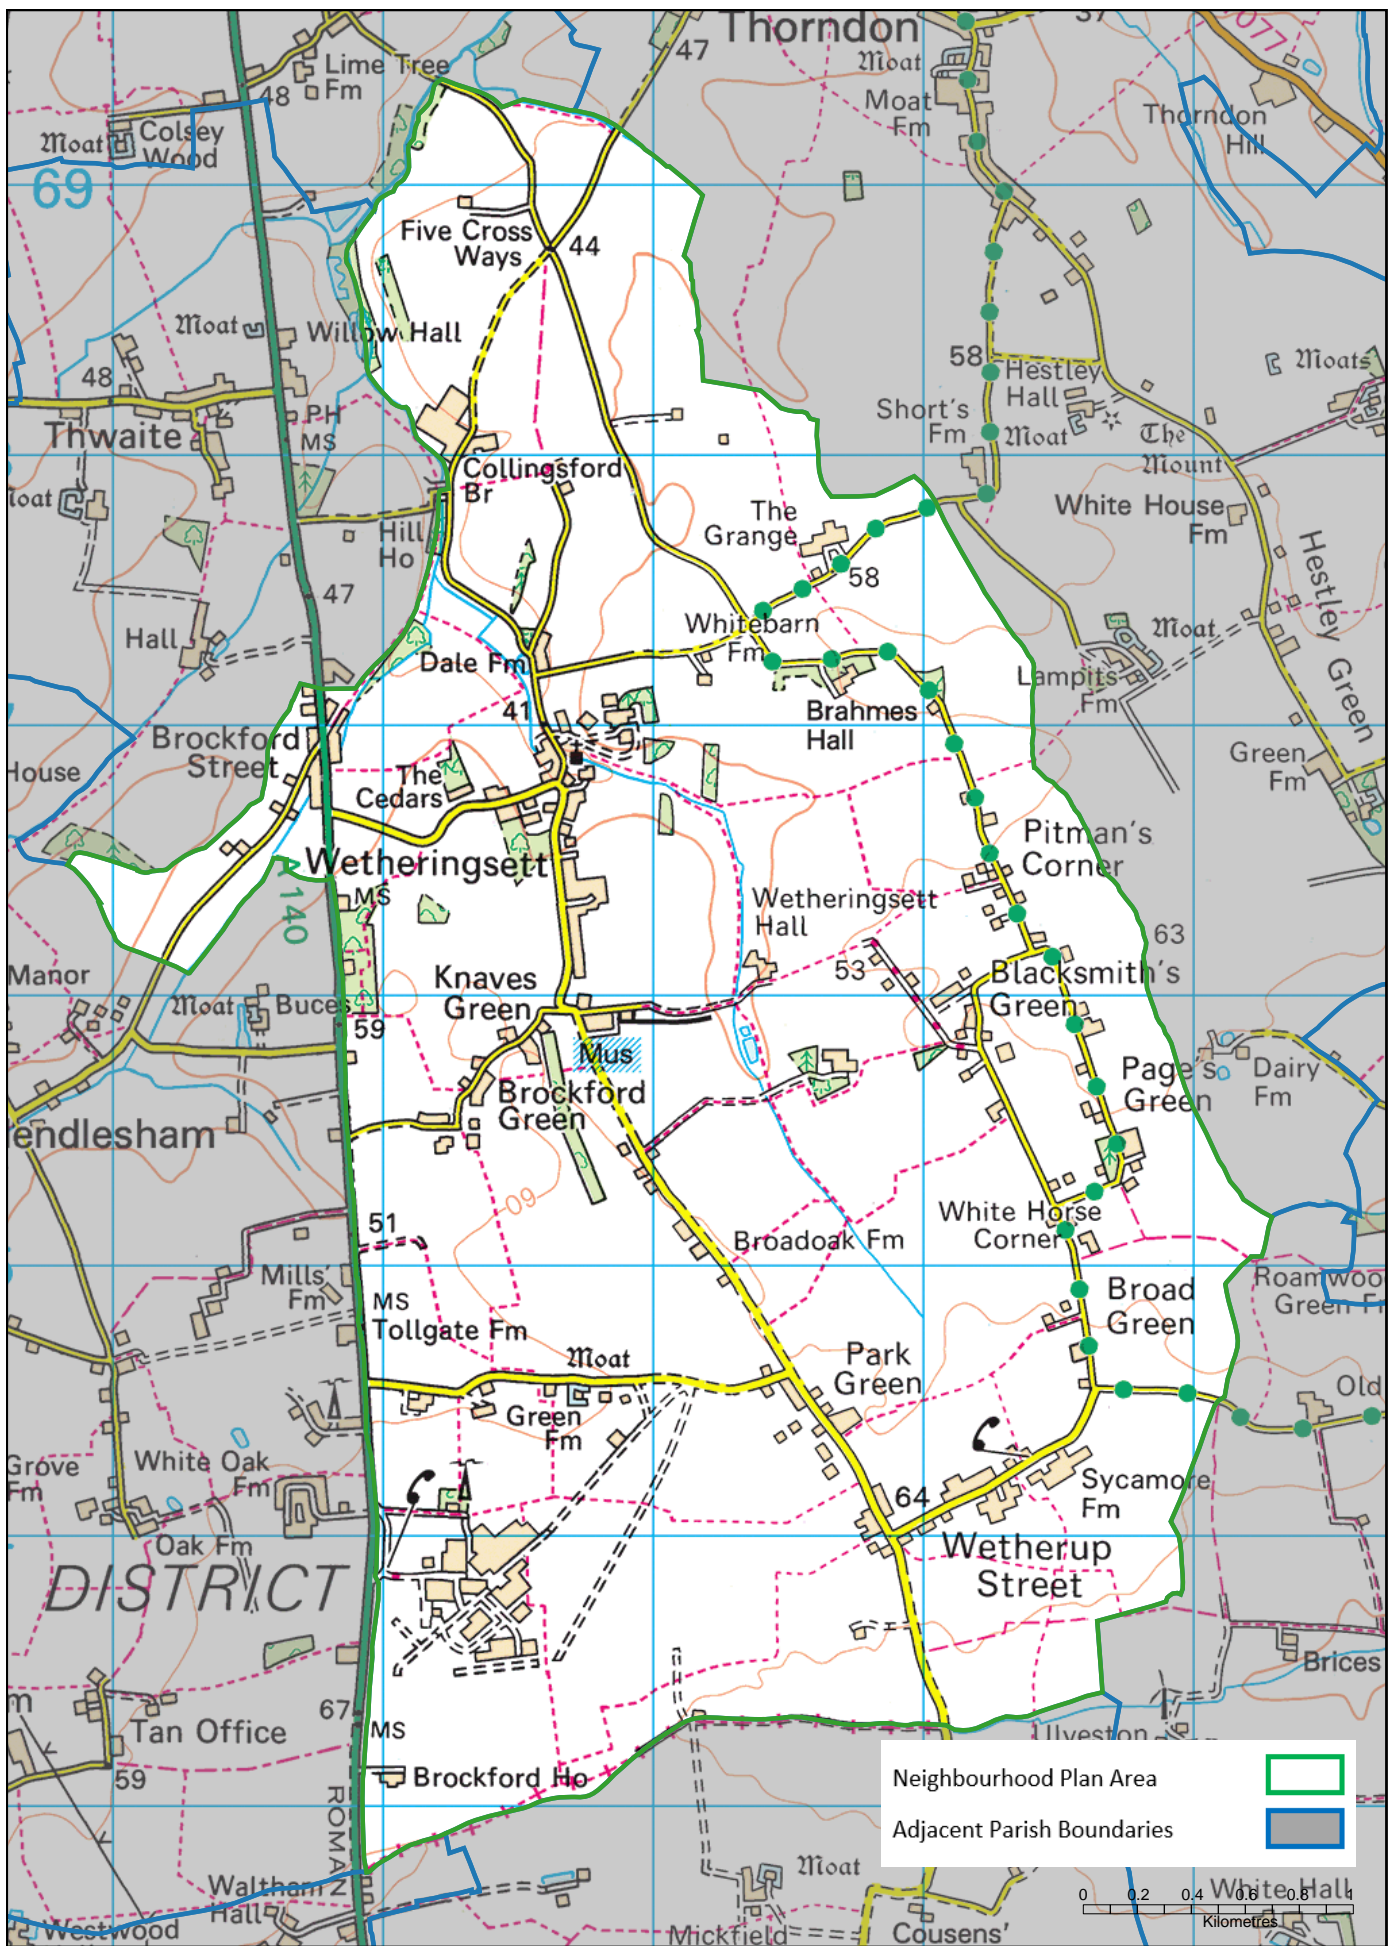 Thorndon
37
1077
47
Lime Tree
Fm
48
Moat
Moat
Fm
Thorndon
Hill
Moat
Colsey
Wood
69
Five Cross
Ways
44
Moat
Willow Hall
58
Hestley
Hall
Moats
48
PH
MS
Thwaite
Short's
Fm
Moat
The
Mount
Collingsford
Br
The
Grange
White House
Fm
Hill
Ho
58
Hestley Green
47
Hall
Whitebarn
Fm
Moat
Dale Fm
Lampits
Fm
41
Brahmes
Hall
Brockford
Street
House
The
Cedars
Green
Fm
Pitman's
Corner
Wetheringsett
A 140
MS
Wetheringsett
Hall
63
Manor
Moat
Buces
Knaves
Green
53
Blacksmith's
Green
59
Mus
Brockford
Green
Page's
Green
Dairy
Fm
endlesham
60
51
White Horse
Corner
Broadoak Fm
Mills'
Fm
MS
Tollgate Fm
Broad
Green
Roamwoo
Green Fr
Moat
Park
Green
Green
Fm
Old
Grove
Fm
White Oak
Fm
Sycamore
Fm
64
Oak Fm
Wetherup
Street
DISTRICT
Brices
m
Tan Office
67
MS
Ulveston
59
Brockford Ho
ROMAN
Neighbourhood Plan Area
Adjacent Parish Boundaries
Moat
Waltham
Hall
White Hall
0 0.2 0.4 0.6 0.8 1
Kilometres
Westwood
Mickfield
Cousens'